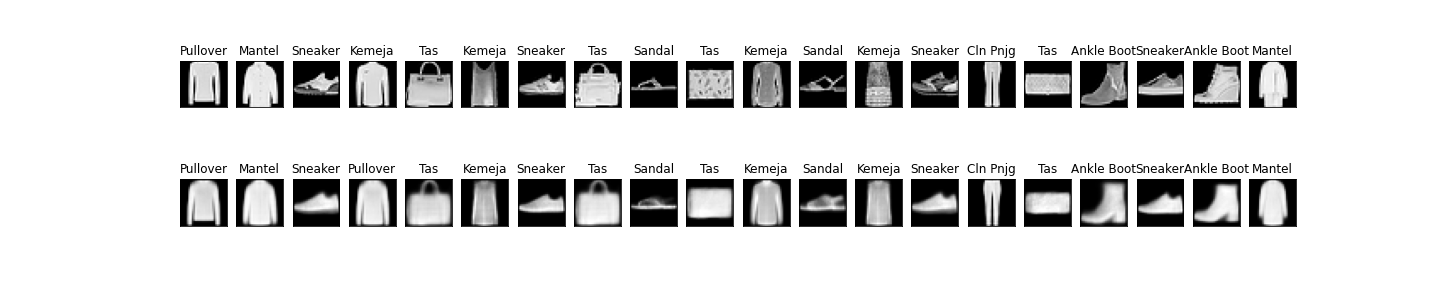 Pullover Mantel Sneaker Kemeja Tas Kemeja Sneaker Tas Sandal Tas Kemeja Sandal Kemeja Sneaker Cln Pnjg Tas Ankle Boot Sneaker Ankle Boot Mantel
Pullover Mantel Sneaker Pullover Tas Kemeja Sneaker Tas Sandal Tas Kemeja Sandal Kemeja Sneaker Cln Pnjg Tas Ankle Boot Sneaker Ankle Boot Mantel